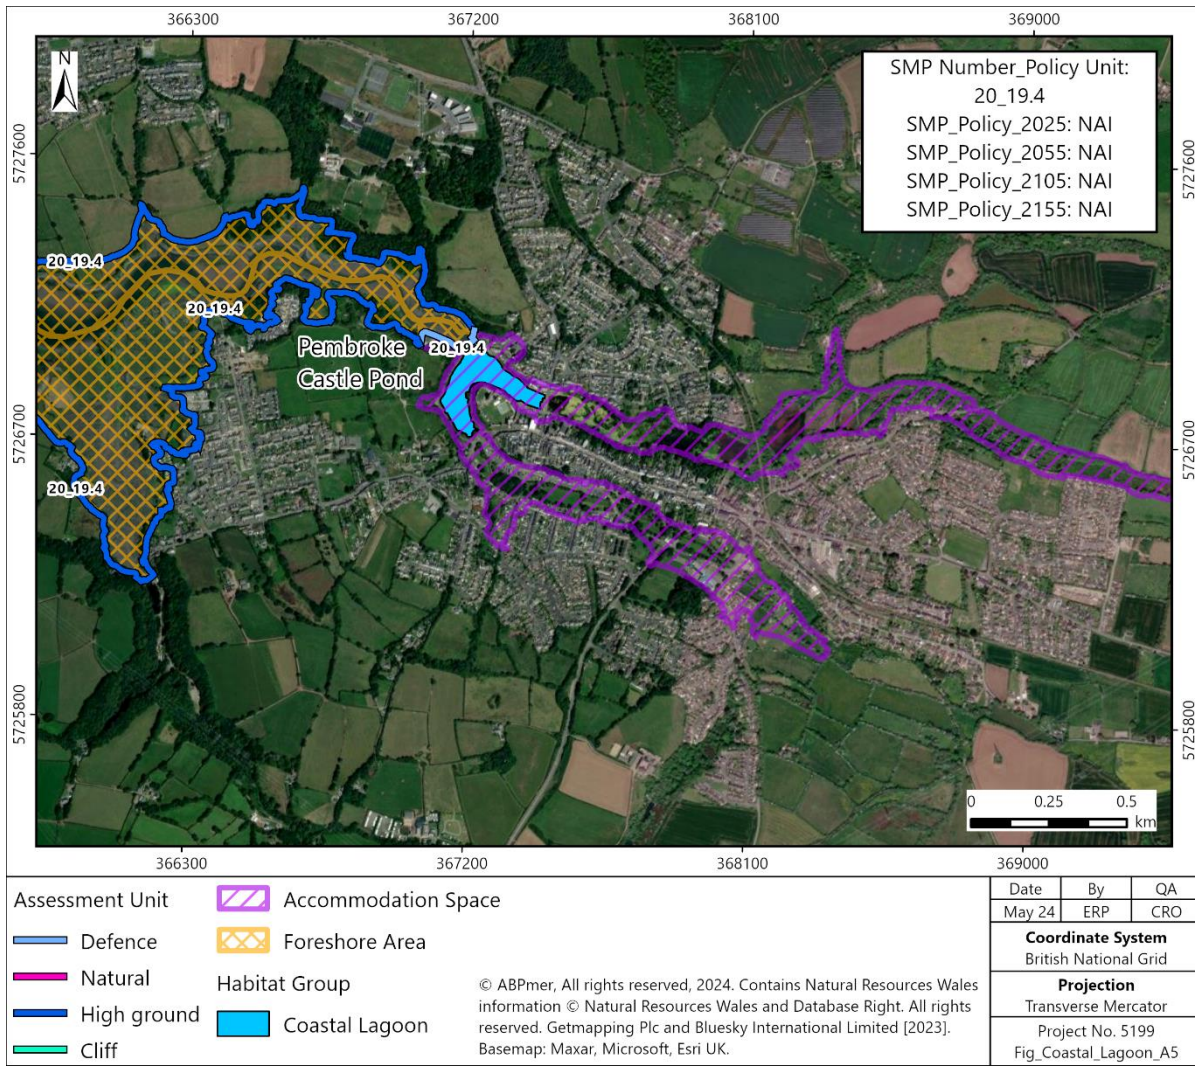 366300
367200
368100
369000
N
SMP Number_Policy Unit:
20_19.4
SMP_Policy_2025: NAI
SMP_Policy_2055: NAI
SMP_Policy_2105: NAI
SMP_Policy_2155: NAI
5727600
5727600
20_19.4
20_19.4
20_19.4
Pembroke
Castle Pond
5726700
5726700
20_19.4
5725800
5725800
0 0.25 0.5
km
366300
367200
368100
369000
Assessment Unit
Defence
Natural
High ground
Cliff
Accommodation Space
Foreshore Area
Habitat Group
Coastal Lagoon
© ABPmer, All rights reserved, 2024. Contains Natural Resources Wales
information © Natural Resources Wales and Database Right. All rights
reserved. Getmapping Plc and Bluesky International Limited [2023].
Basemap: Maxar, Microsoft, Esri UK.
Date By QA
May 24 ERP CRO
Coordinate System
British National Grid
Projection
Transverse Mercator
Project No. 5199
Fig_Coastal_Lagoon_A5